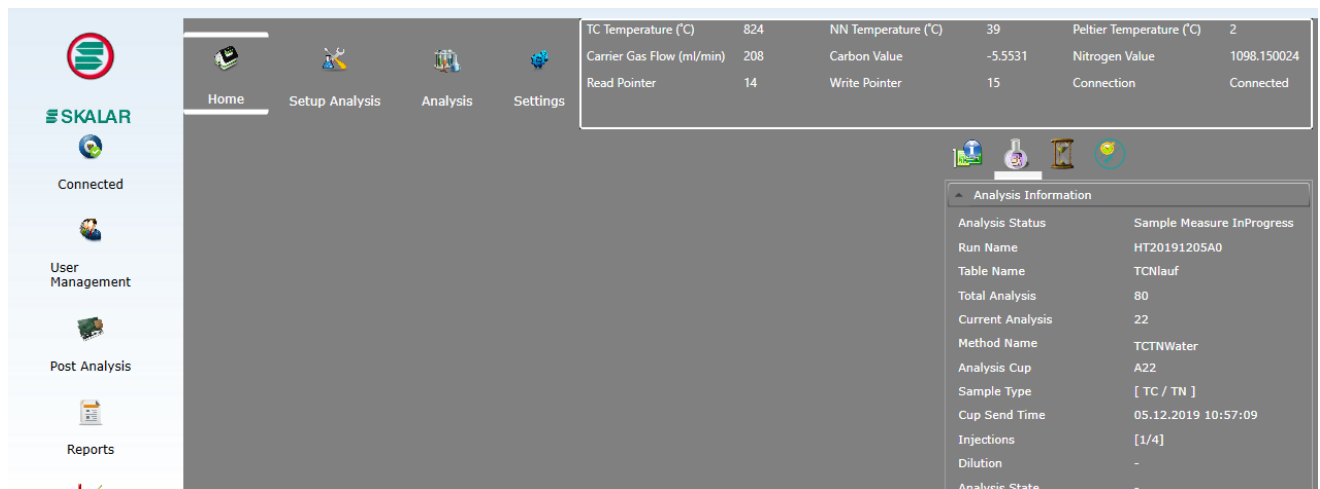 TC Temperature (°C) 824 NN Temperature (°C) 39 Peltier Temperature (°C) 2
Carrier Gas Flow (ml/min) 208 Carbon Value -5.5531 Nitrogen Value 1098.150024
Read Pointer 14 Write Pointer 15 Connection Connected
Home Setup Analysis Analysis Settings
SKALAR
Connected
User
Management
Post Analysis
Reports
Analysis Information
Analysis Status Sample Measure InProgress
Run Name HT20191205A0
Table Name TCNlauf
Total Analysis 80
Current Analysis 22
Method Name TCTNWater
Analysis Cup A22
Sample Type [ TC / TN ]
Cup Send Time 05.12.2019 10:57:09
Injections [1/4]
Dilution -
Analysis State -